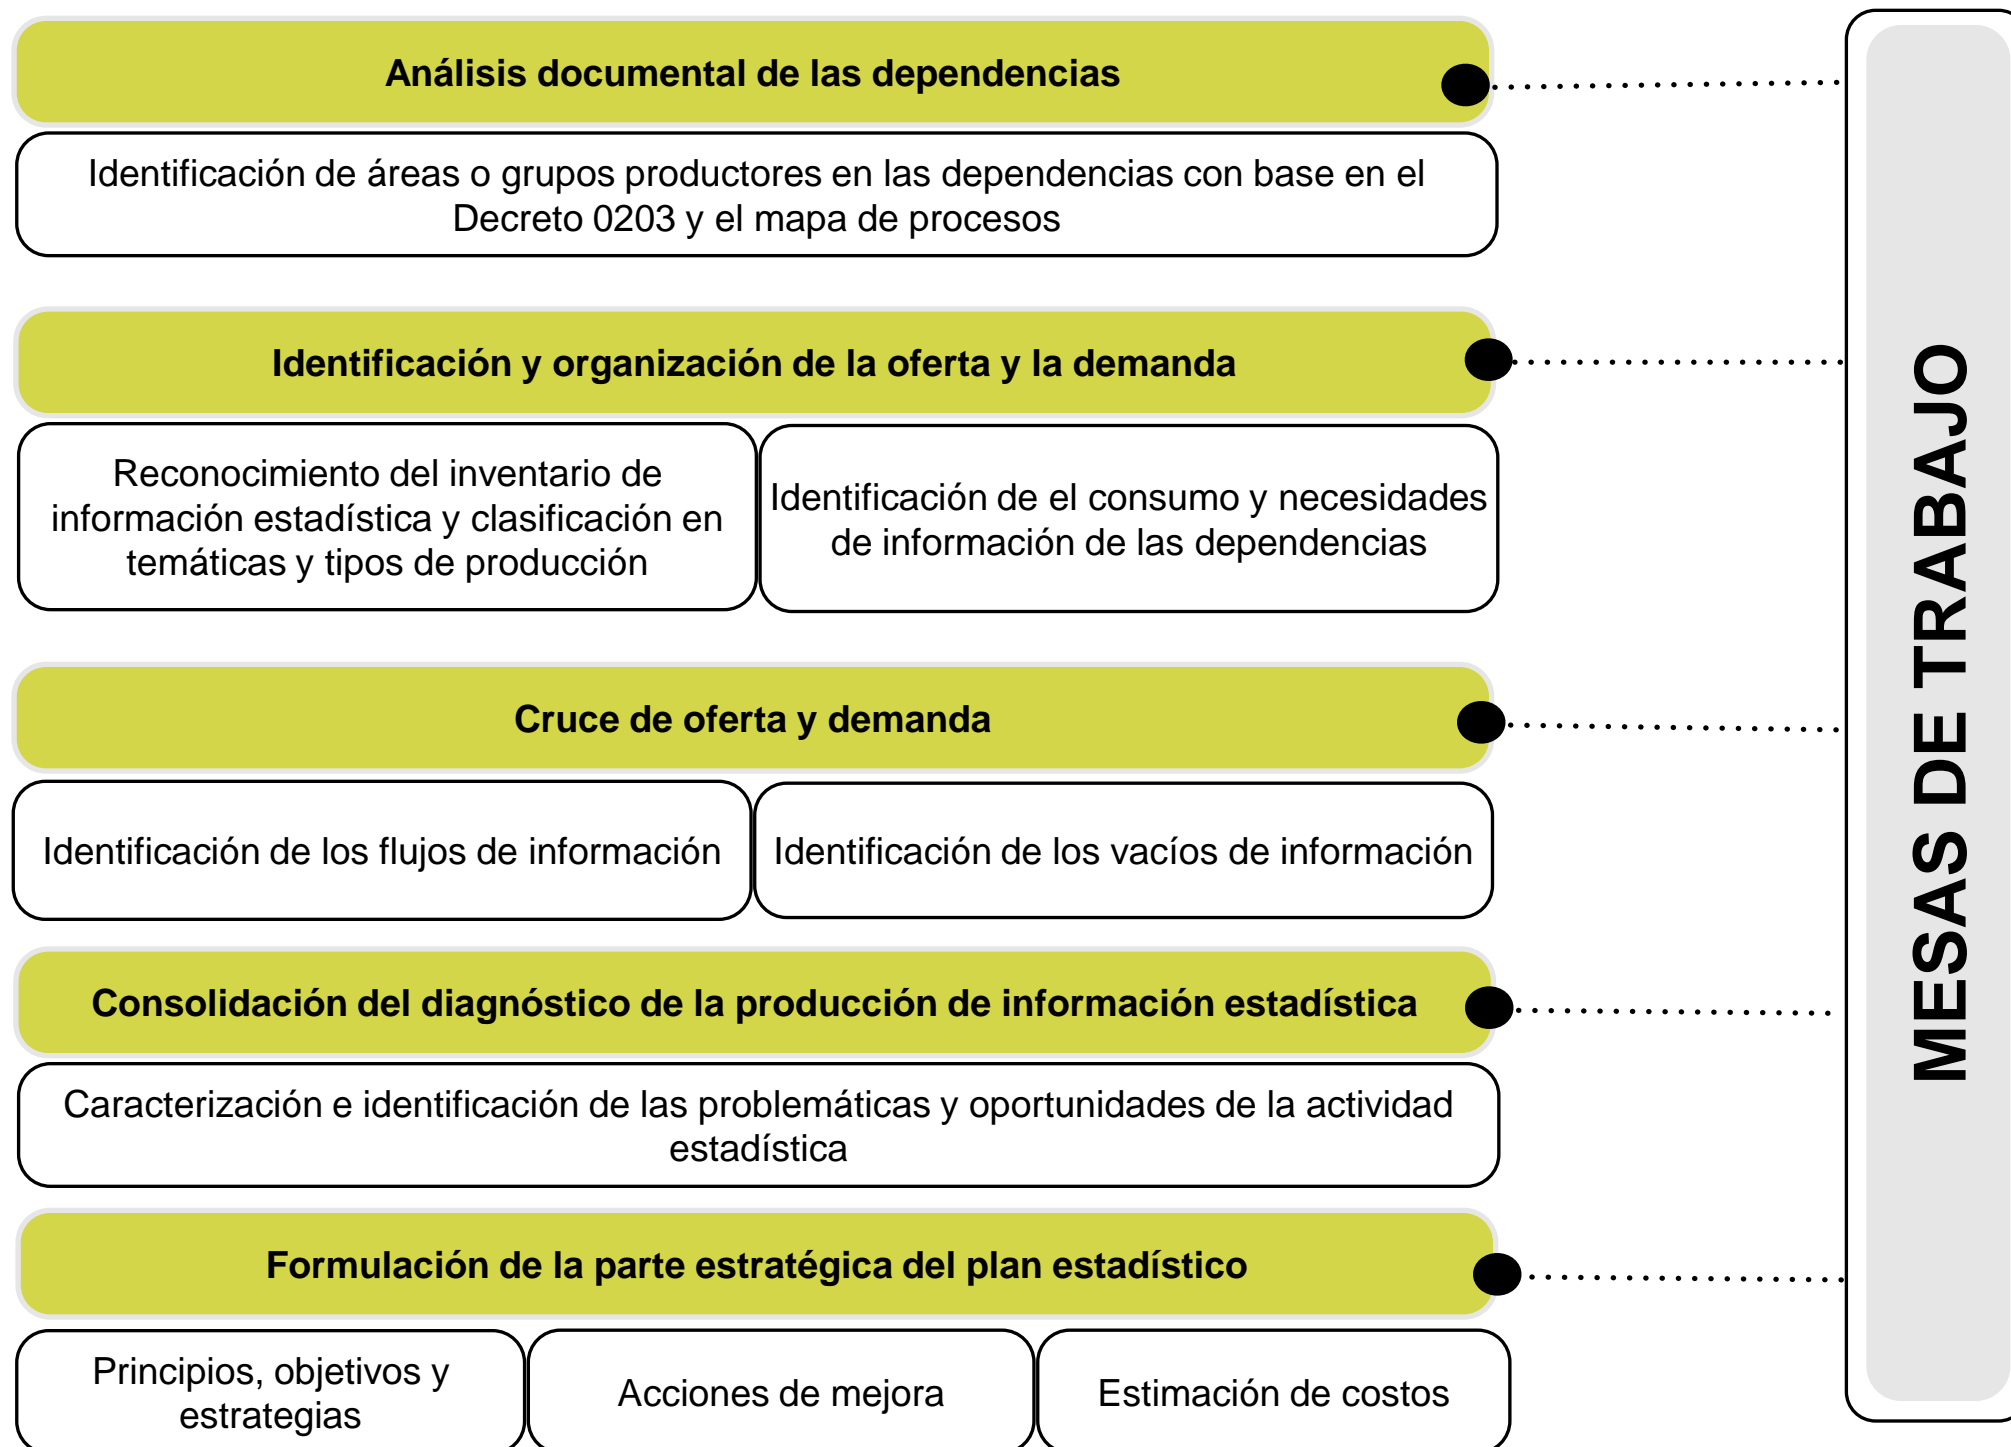 Análisis documental de las dependencias
Identificación de áreas o grupos productores en las dependencias con base en el
Decreto 0203 y el mapa de procesos
Identificación y organización de la oferta y la demanda
Reconocimiento del inventario de
información estadística y clasificación en
temáticas y tipos de producción
Identificación de el consumo y necesidades
de información de las dependencias
Cruce de oferta y demanda
Identificación de los flujos de información
Identificación de los vacíos de información
Consolidación del diagnóstico de la producción de información estadística
Caracterización e identificación de las problemáticas y oportunidades de la actividad
estadística
Formulación de la parte estratégica del plan estadístico
Principios, objetivos y
estrategias
Acciones de mejora
Estimación de costos
MESAS DE TRABAJO